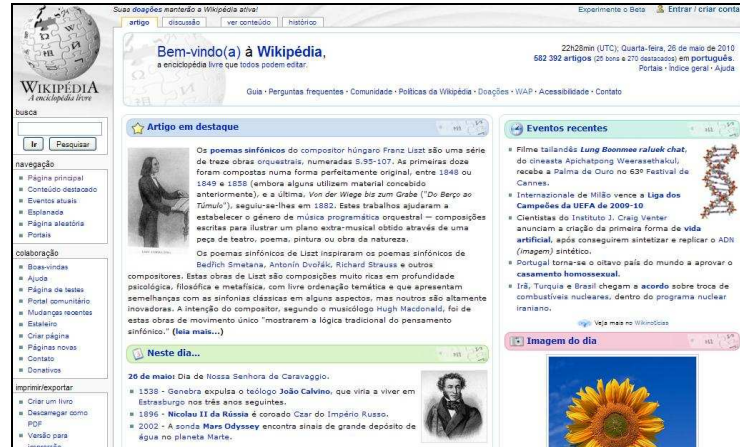 Suas doações manterão a Wikipédia ativa!
Experimente o Beta Entrar / criar conta
artigo discussão ver conteúdo histórico
WIKIPÉDIA
A enciclopédia livre
busca
Ir Pesquisar
navegação
Página principal
Conteúdo destacado
Eventos atuais
Esplanada
Página aleatória
Portais
colaboração
Boas-vindas
Ajuda
Página de testes
Portal comunitário
Mudanças recentes
Estaleiro
Criar página
Páginas novas
Contato
Donativos
imprimir/exportar
Criar um livro
Descarregar como
PDF
Versão para
impressão
Bem-vindo(a) à Wikipédia,
a enciclopédia livre que todos podem editar.
22h28min (UTC); Quarta-feira, 26 de maio de 2010
582 392 artigos (25 bons e 270 destacados) em português.
Portais · Índice geral · Ajuda
Guia · Perguntas frequentes · Comunidade · Políticas da Wikipédia · Doações · WAP · Acessibilidade · Contato
Artigo em destaque
Os poemas sinfónicos do compositor húngaro Franz Liszt são uma série
de treze obras orquestrais, numeradas S.95-107. As primeiras doze
foram compostas numa forma perfeitamente original, entre 1848 ou
1849 e 1858 (embora alguns utilizem material concebido
anteriormente), e a última, Von der Wiege bis zum Grabe ("Do Berço ao
Túmulo"), seguiu-se-lhes em 1882. Estes trabalhos ajudaram a
estabelecer o género de música programática orquestral — composições
escritas para ilustrar um plano extra-musical obtido através de uma
peça de teatro, poema, pintura ou obra da natureza.
Os poemas sinfónicos de Liszt inspiraram os poemas sinfónicos de
Bedřich Smetana, Antonín Dvořák, Richard Strauss e outros
compositores. Estas obras de Liszt são composições muito ricas em profundidade
psicológica, filosófica e metafísica, com livre ordenação temática e que apresentam
semelhanças com as sinfonias clássicas em alguns aspectos, mas noutros são altamente
inovadoras. A intenção do compositor, segundo o musicólogo Hugh Macdonald, foi de
estas obras de movimento único "mostrarem a lógica tradicional do pensamento
sinfónico." (leia mais...)
Neste dia...
26 de maio: Dia de Nossa Senhora de Caravaggio.
1538 - Genebra expulsa o teólogo João Calvino, que viria a viver em
Estrasburgo nos três anos seguintes.
1896 - Nicolau II da Rússia é coroado Czar do Império Russo.
2002 - A sonda Mars Odyssey encontra sinais de grande depósito de
água no planeta Marte.
Eventos recentes
Filme tailandês Lung Boonmee raluek chat,
do cineasta Apichatpong Weerasethakul,
recebe a Palma de Ouro no 63º Festival de
Cannes.
Internazionale de Milão vence a Liga dos
Campeões da UEFA de 2009-10
Cientistas do Instituto J. Craig Venter
anunciam a criação da primeira forma de vida
artificial, após conseguirem sintetizar e replicar o ADN
(imagem) sintético.
Portugal torna-se o oitavo país do mundo a aprovar o
casamento homossexual.
Irã, Turquia e Brasil chegam a acordo sobre troca de
combustíveis nucleares, dentro do programa nuclear
iraniano.
Veja mais no Wikinotícias
Imagem do dia